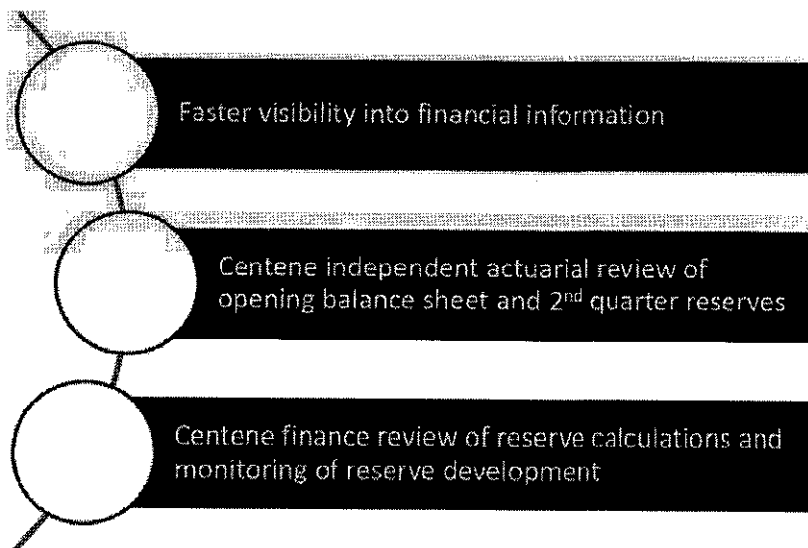 Faster visibility into financial information
Centene independent actuarial review of
opening balance sheet and 2nd quarter reserves
Centene finance review of reserve calculations and
monitoring of reserve development